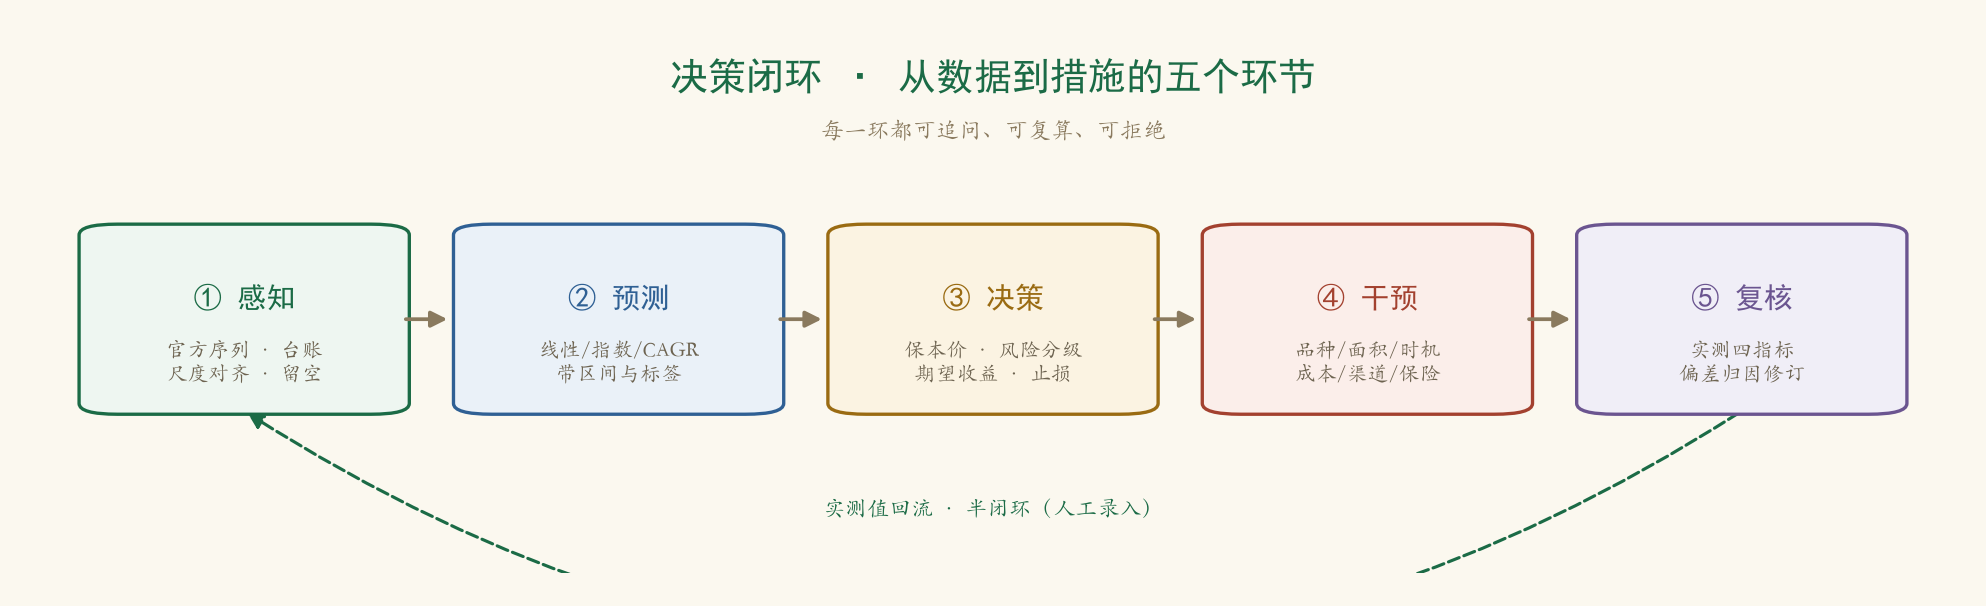 决策闭环 · 从数据到措施的五个环节
每一环都可追问、可复算、可拒绝
① 感知
官方序列 · 台账
尺度对齐 · 留空
② 预测
线性/指数/CAGR
带区间与标签
③ 决策
保本价 · 风险分级
期望收益 · 止损
④ 干预
品种/面积/时机
成本/渠道/保险
⑤ 复核
实测四指标
偏差归因修订
实测值回流 · 半闭环（人工录入）